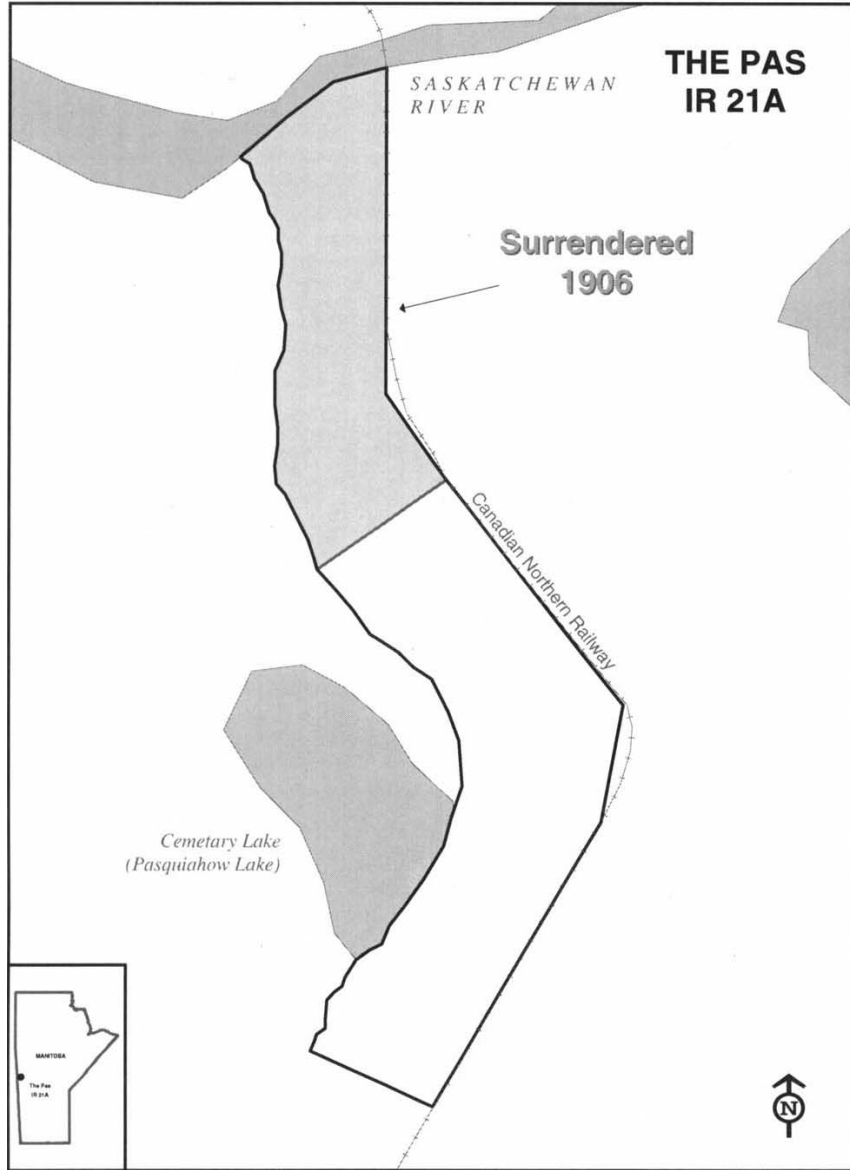 THE PAS
IR 21A
SASKATCHEWAN
RIVER
Surrendered
1906
Canadian Northern Railway
Cemetary Lake
(Pasquiahow Lake)
MANITOBA
The Pas
IR 21A
N